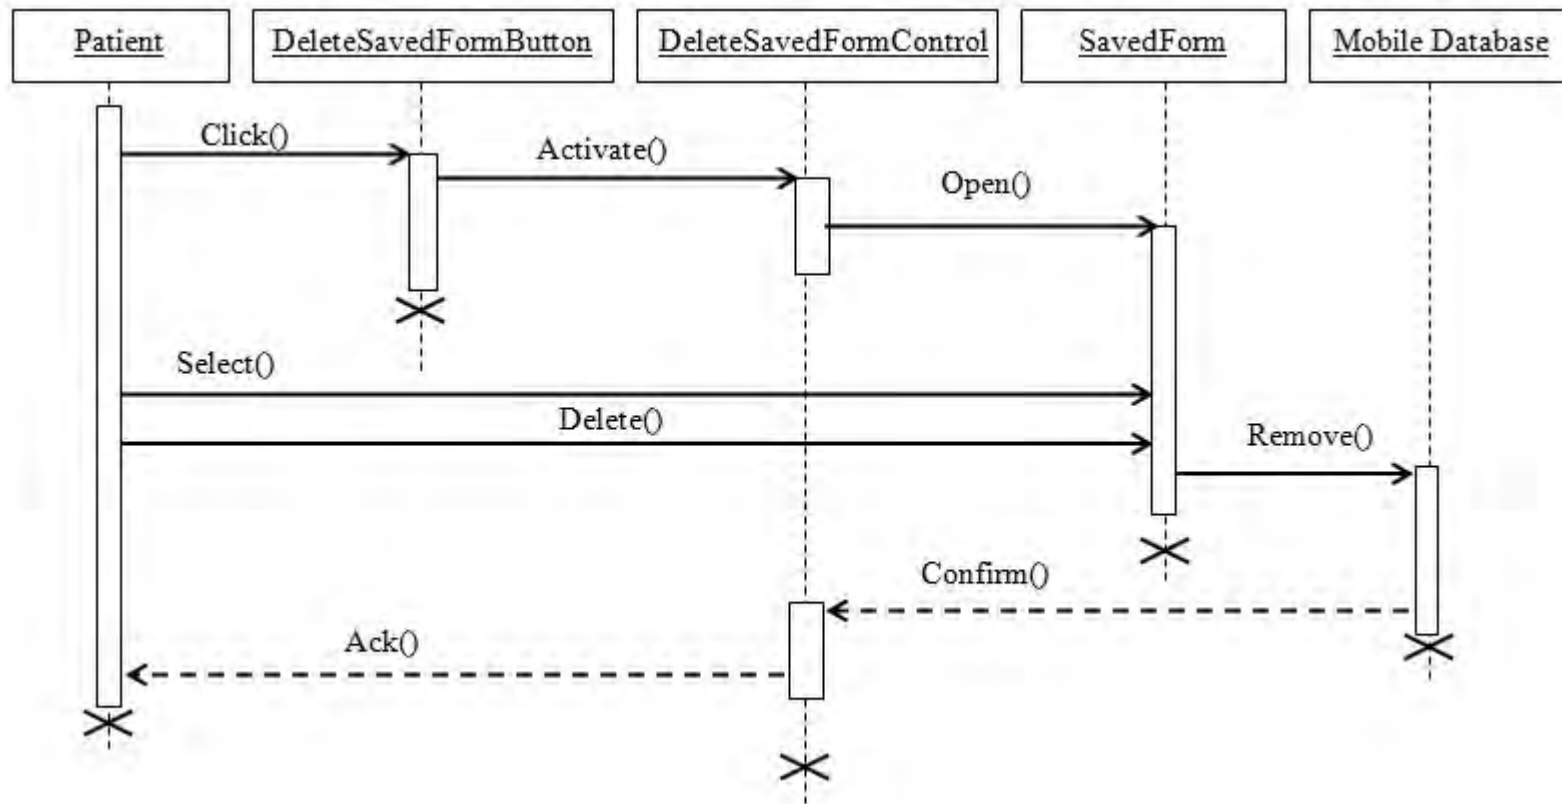 Patient
DeleteSavedFormButton
DeleteSavedFormControl
SavedForm
Mobile Database
Click()
Activate()
Open()
Select()
Delete()
Remove()
Confirm()
Ack()